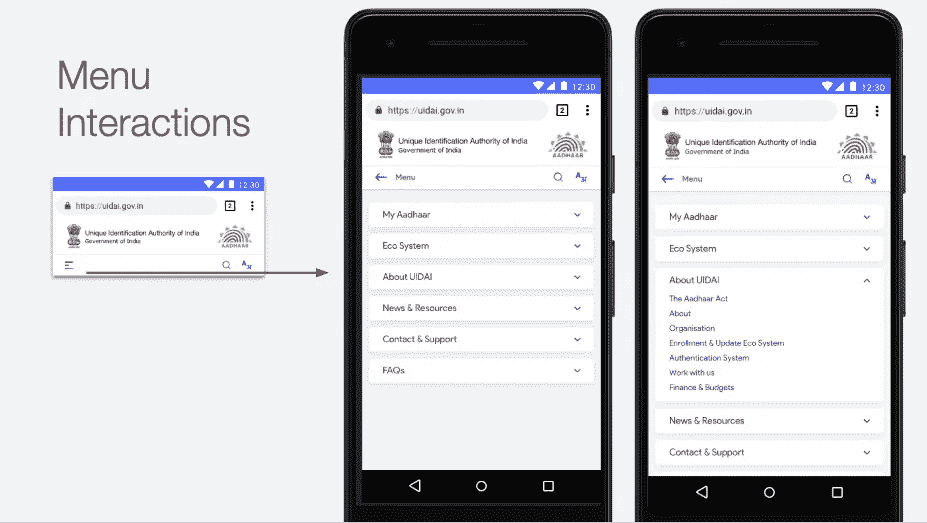 Menu
Interactions
12:30
https://uidai.gov.in
2
Unique Identification Authority of India
Government of India
AADHAAR
A अ
12:30
https://uidai.gov.in
2
Unique Identification Authority of India
Government of India
AADHAAR
Menu
A अ
My Aadhaar
Eco System
About UIDAI
News & Resources
Contact & Support
FAQs
12:30
https://uidai.gov.in
2
Unique Identification Authority of India
Government of India
AADHAAR
Menu
A अ
My Aadhaar
Eco System
About UIDAI
The Aadhaar Act
About
Organisation
Enrollment & Update Eco System
Authentication System
Work with us
Finance & Budgets
News & Resources
Contact & Support